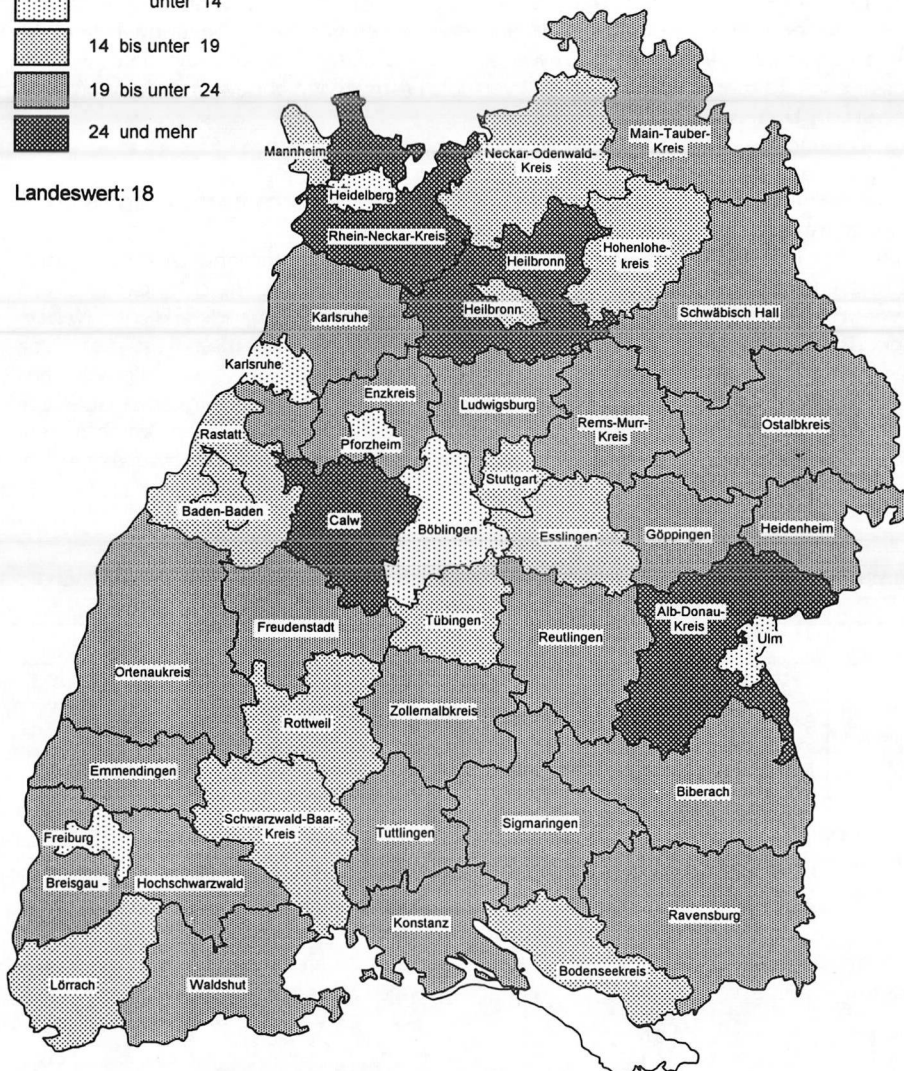 unter 14
14 bis unter 19
19 bis unter 24
24 und mehr
Landeswert: 18
Main-Tauber-
Kreis
Mannheim
Neckar-Odenwald-
Kreis
Heidelberg
Rhein-Neckar-Kreis
Heilbronn
Hohenlohe-
kreis
Heilbronn
Karlsruhe
Schwäbisch Hall
Karlsruhe
Enzkreis
Ludwigsburg
Rems-Murr-
Kreis
Ostalbkreis
Rastatt
Pforzheim
Stuttgart
Baden-Baden
Calw
Böblingen
Esslingen
Göppingen
Heidenheim
Alb-Donau-
Kreis
Ulm
Freudenstadt
Tübingen
Reutlingen
Ortenaukreis
Rottweil
Zollernalbkreis
Emmendingen
Biberach
Schwarzwald-Baar-
Kreis
Tuttlingen
Sigmaringen
Freiburg
Breisgau -
Hochschwarzwald
Ravensburg
Konstanz
Lörrach
Waldshut
Bodenseekreis